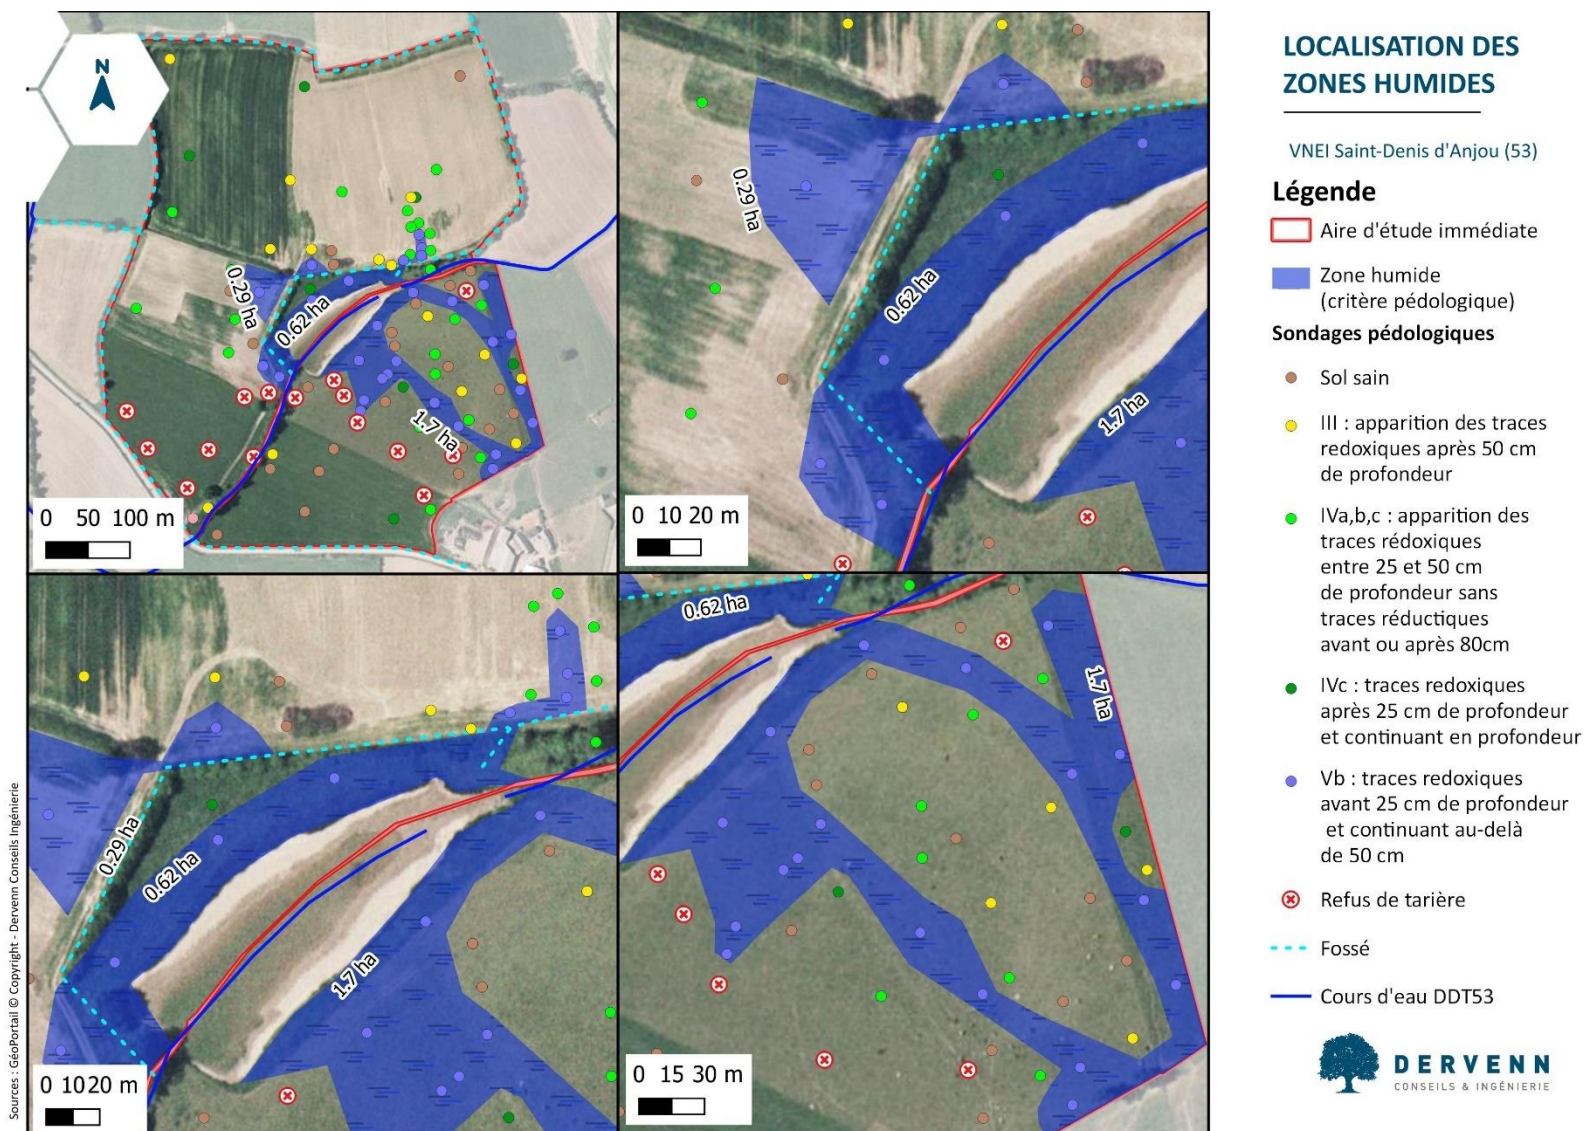 N
0.29 ha
0.62 ha
1.7 ha
0 50 100 m
0.29 ha
0.62 ha
1.7 ha
0 10 20 m
0.29 ha
0.62 ha
1.7 ha
0 1020 m
0.62 ha
1.7 ha
0 15 30 m
Sources : GéoPortail © Copyright - Dervenn Conseils Ingénierie
LOCALISATION DES
ZONES HUMIDES
VNEI Saint-Denis d'Anjou (53)
Légende
Aire d'étude immédiate
Zone humide
(critère pédologique)
Sondages pédologiques
Sol sain
III : apparition des traces
redoxiques après 50 cm
de profondeur
IVa,b,c : apparition des
traces rédoxiques
entre 25 et 50 cm
de profondeur sans
traces réductiques
avant ou après 80cm
IVc : traces redoxiques
après 25 cm de profondeur
et continuant en profondeur
Vb : traces redoxiques
avant 25 cm de profondeur
et continuant au-delà
de 50 cm
Refus de tarière
Fossé
Cours d'eau DDT53
DERVENN
CONSEILS & INGÉNIERIE